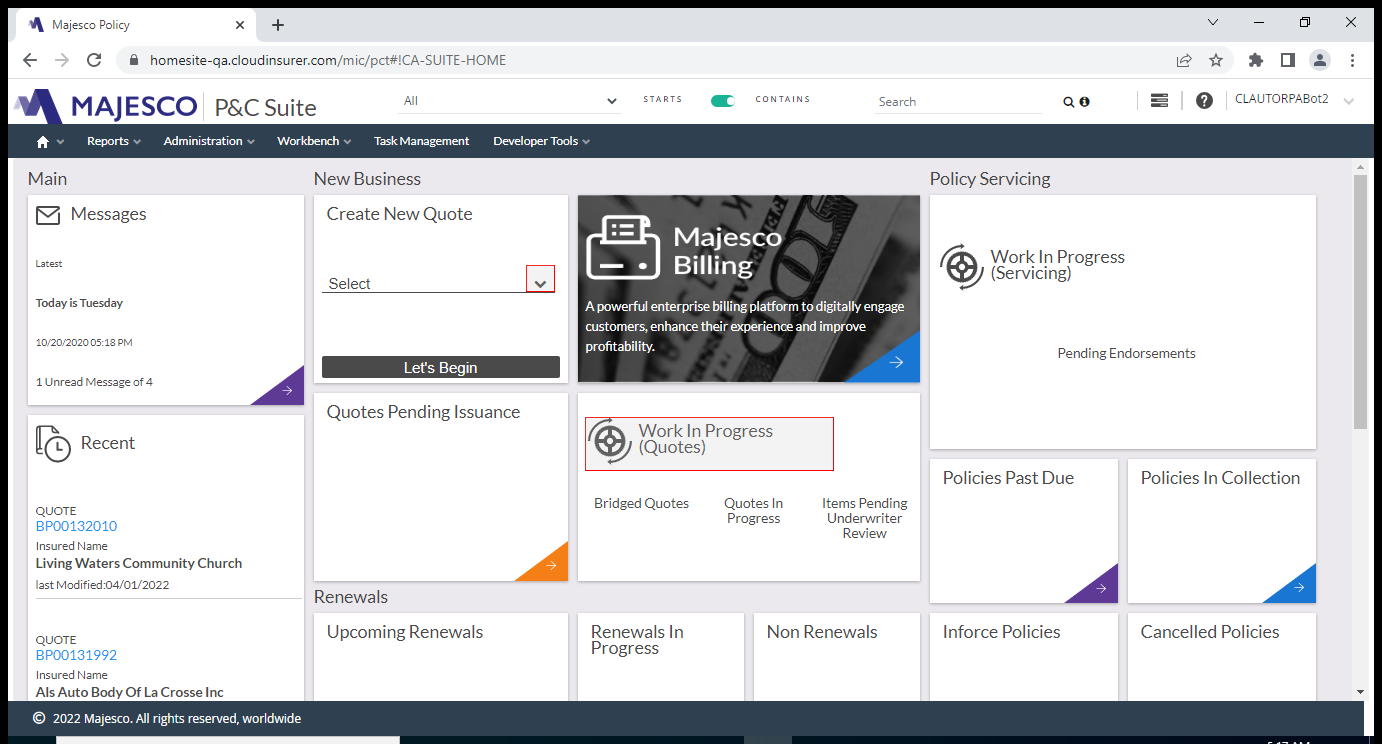 Majesco Policy
homesite-qa.cloudinsurer.com/mic/pct#!CA-SUITE-HOME
MAJESCO P&C Suite
All
STARTS
CONTAINS
Search
CLAUTORPABot2
Reports
Administration
Workbench
Task Management
Developer Tools
Main
Messages
Latest
Today is Tuesday
10/20/2020 05:18 PM
1 Unread Message of 4
Recent
QUOTE
BP00132010
Insured Name
Living Waters Community Church
last Modified:04/01/2022
QUOTE
BP00131992
Insured Name
Als Auto Body Of La Crosse Inc
New Business
Create New Quote
Select
Let's Begin
Majesco
Billing
A powerful enterprise billing platform to digitally engage
customers, enhance their experience and improve
profitability.
Quotes Pending Issuance
Work In Progress
(Quotes)
Bridged Quotes
Quotes In
Progress
Items Pending
Underwriter
Review
Renewals
Upcoming Renewals
Renewals In
Progress
Non Renewals
Policy Servicing
Work In Progress
(Servicing)
Pending Endorsements
Policies Past Due
Policies In Collection
Inforce Policies
Cancelled Policies
© 2022 Majesco. All rights reserved, worldwide